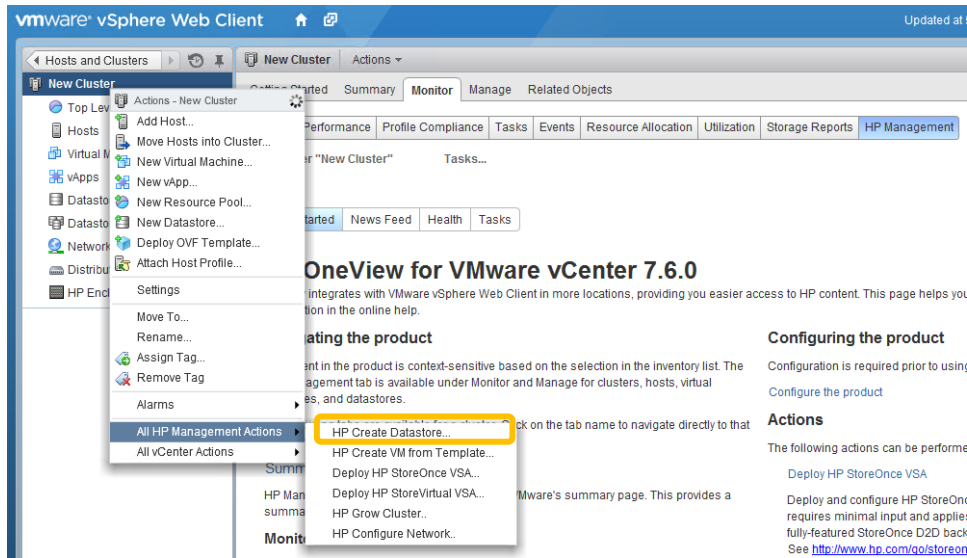 vmware® vSphere Web Client
Updated at
Hosts and Clusters
New Cluster Actions
New Cluster
Started Summary Monitor Manage Related Objects
Top Lev
Hosts
Virtual M
vApps
Datasto
Datasto
Network
Distribu
HP Encl
Actions - New Cluster
Add Host...
Move Hosts into Cluster...
New Virtual Machine...
New vApp...
New Resource Pool...
New Datastore...
Deploy OVF Template...
Attach Host Profile...
Settings
Move To...
Rename...
Assign Tag...
Remove Tag
Alarms
All HP Management Actions
All vCenter Actions
HP Create Datastore...
HP Create VM from Template...
Deploy HP StoreOnce VSA...
Deploy HP StoreVirtual VSA...
HP Grow Cluster..
HP Configure Network..
Performance Profile Compliance Tasks Events Resource Allocation Utilization Storage Reports HP Management
r "New Cluster" Tasks...
tarted News Feed Health Tasks
OneView for VMware vCenter 7.6.0
integrates with VMware vSphere Web Client in more locations, providing you easier access to HP content. This page helps you
tion in the online help.
ating the product
ent in the product is context-sensitive based on the selection in the inventory list. The
agement tab is available under Monitor and Manage for clusters, hosts, virtual
es, and datastores.
on the tab name to navigate directly to that
Summ
HP Man
VMware's summary page. This provides a
summa
Monit
Configuring the product
Configuration is required prior to using
Configure the product
Actions
The following actions can be performe
Deploy HP StoreOnce VSA
Deploy and configure HP StoreOnc
requires minimal input and applies
fully-featured StoreOnce D2D back
See http://www.hp.com/go/storeon